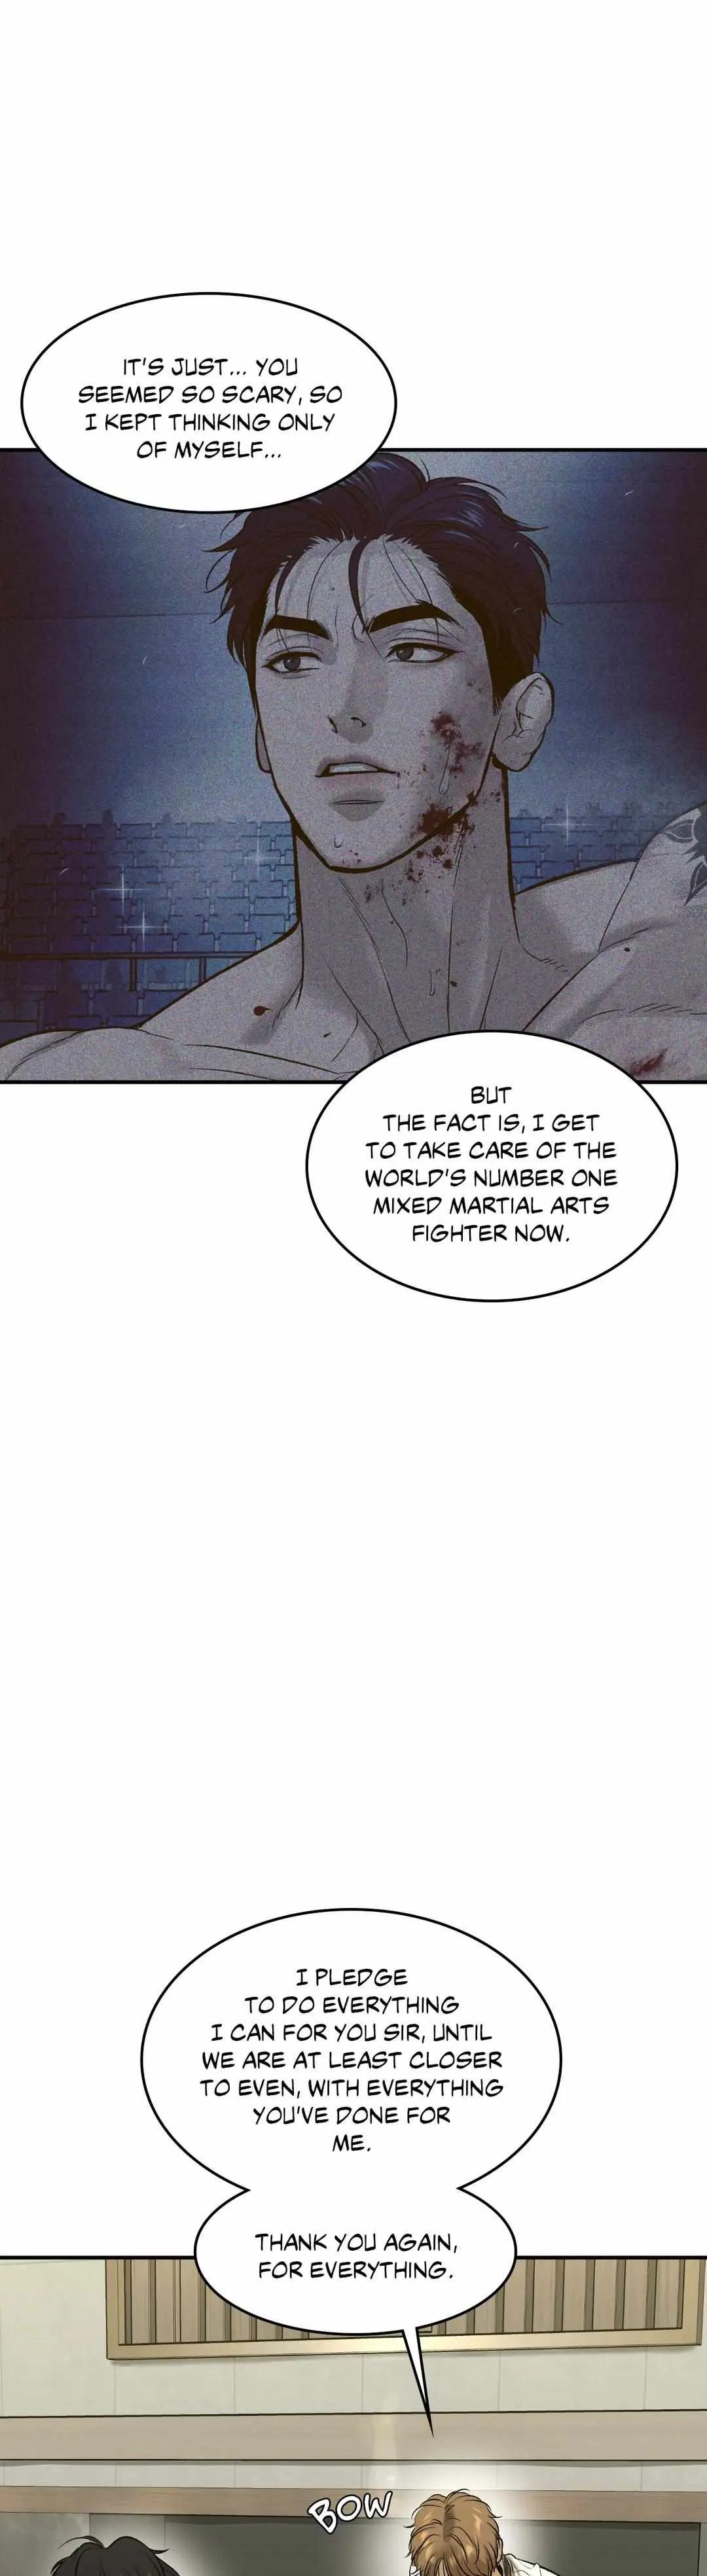 IT'S JUST... YOU
SEEMED SO SCARY, SO
I KEPT THINKING ONLY
OF MYSELF...
BUT
THE FACT IS, I GET
TO TAKE CARE OF THE
WORLD'S NUMBER ONE
MIXED MARTIAL ARTS
FIGHTER NOW.
I PLEDGE
TO DO EVERYTHING
I CAN FOR YOU SIR, UNTIL
WE ARE AT LEAST CLOSER
TO EVEN, WITH EVERYTHING
YOU'VE DONE FOR
ME.
THANK YOU AGAIN,
FOR EVERYTHING.
BOW